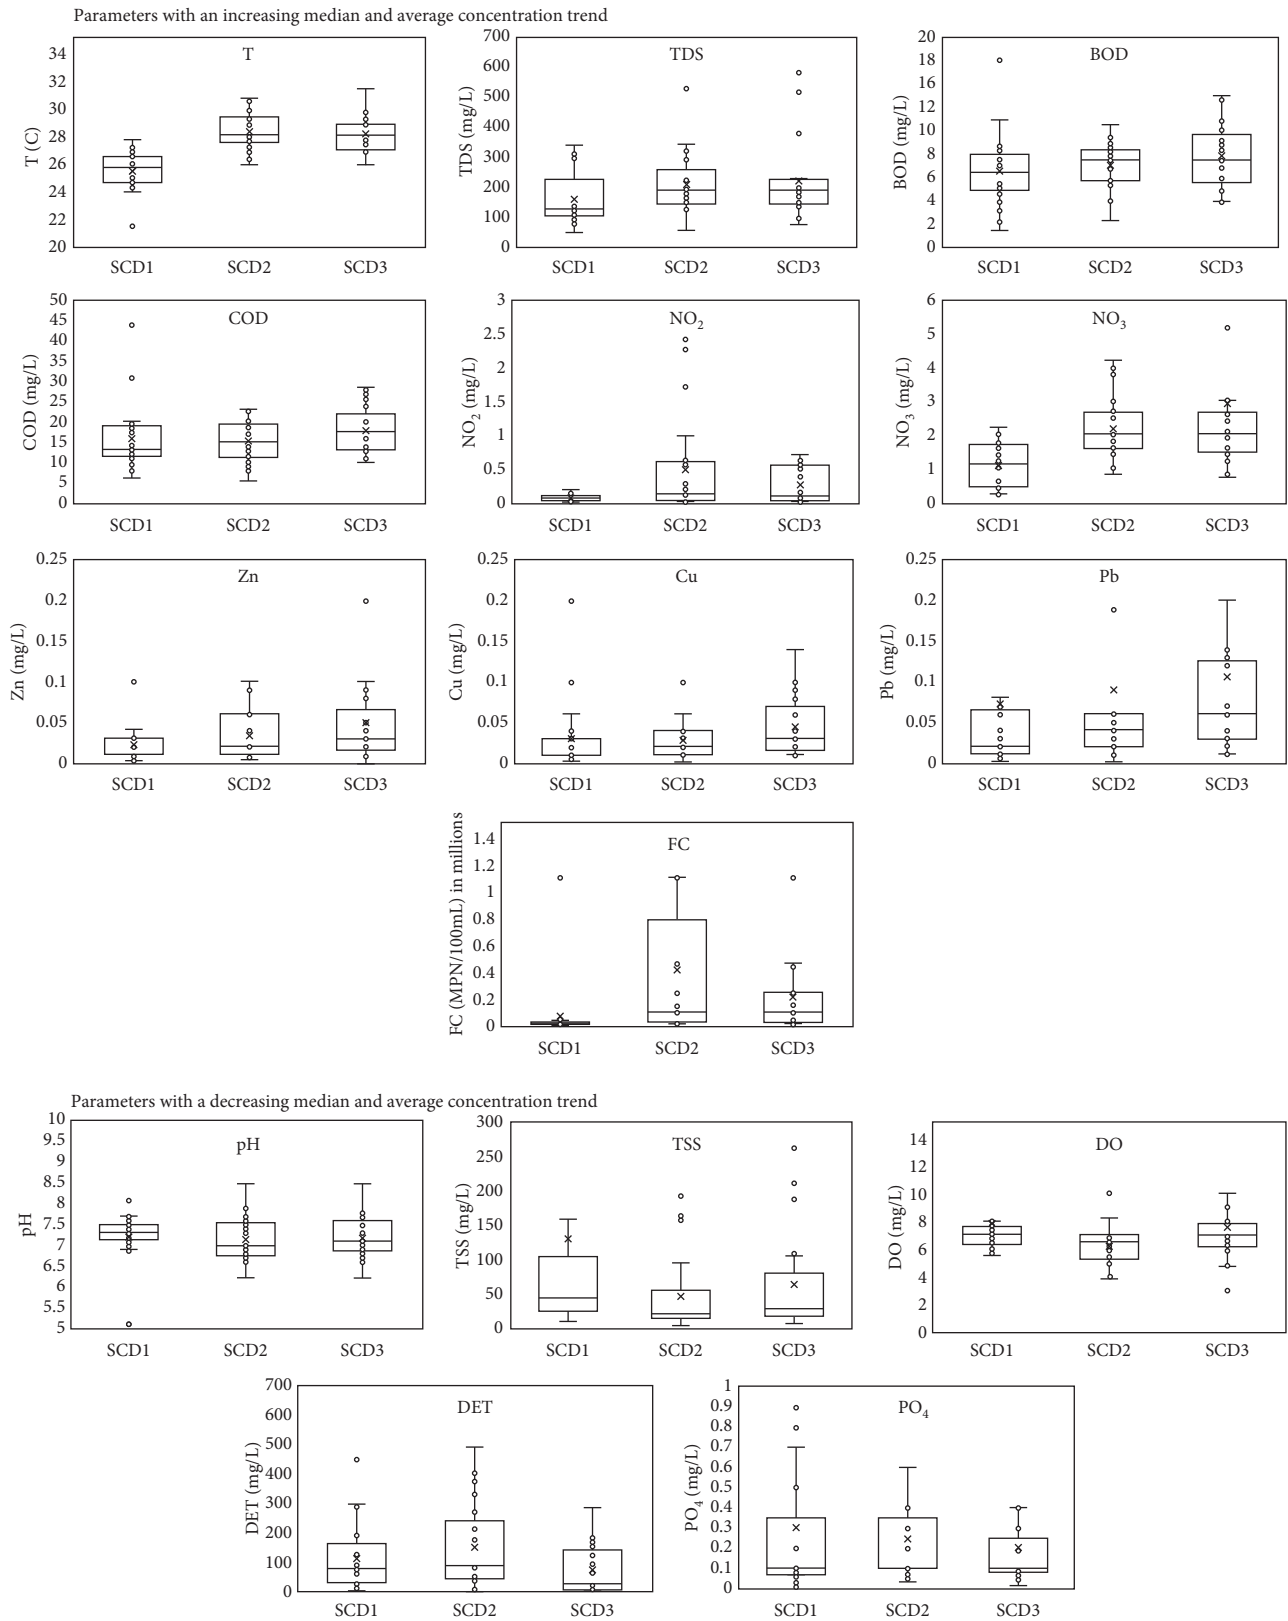 Parameters with an increasing median and average concentration trend
T
T (C)
34
32
30
28
26
24
22
20
SCD1 SCD2 SCD3
TDS
TDS (mg/L)
700
600
500
400
300
200
100
0
SCD1 SCD2 SCD3
BOD
BOD (mg/L)
20
18
16
14
12
10
8
6
4
2
0
SCD1 SCD2 SCD3
COD
COD (mg/L)
50
45
40
35
30
25
20
15
10
5
0
SCD1 SCD2 SCD3
NO2
NO2 (mg/L)
3
2.5
2
1.5
1
0.5
0
SCD1 SCD2 SCD3
NO3
NO3 (mg/L)
6
5
4
3
2
1
0
SCD1 SCD2 SCD3
Zn
Zn (mg/L)
0.25
0.2
0.15
0.1
0.05
0
SCD1 SCD2 SCD3
Cu
Cu (mg/L)
0.25
0.2
0.15
0.1
0.05
0
SCD1 SCD2 SCD3
Pb
Pb (mg/L)
0.25
0.2
0.15
0.1
0.05
0
SCD1 SCD2 SCD3
FC
FC (MPN/100mL) in millions
1.4
1.2
1
0.8
0.6
0.4
0.2
0
SCD1 SCD2 SCD3
Parameters with a decreasing median and average concentration trend
pH
pH
10
9.5
9
8.5
8
7.5
7
6.5
6
5.5
5
SCD1 SCD2 SCD3
TSS
TSS (mg/L)
300
250
200
150
100
50
0
SCD1 SCD2 SCD3
DO
DO (mg/L)
14
12
10
8
6
4
2
0
SCD1 SCD2 SCD3
DET
DET (mg/L)
700
600
500
400
300
200
100
0
SCD1 SCD2 SCD3
PO4
PO4 (mg/L)
1
0.9
0.8
0.7
0.6
0.5
0.4
0.3
0.2
0.1
0
SCD1 SCD2 SCD3